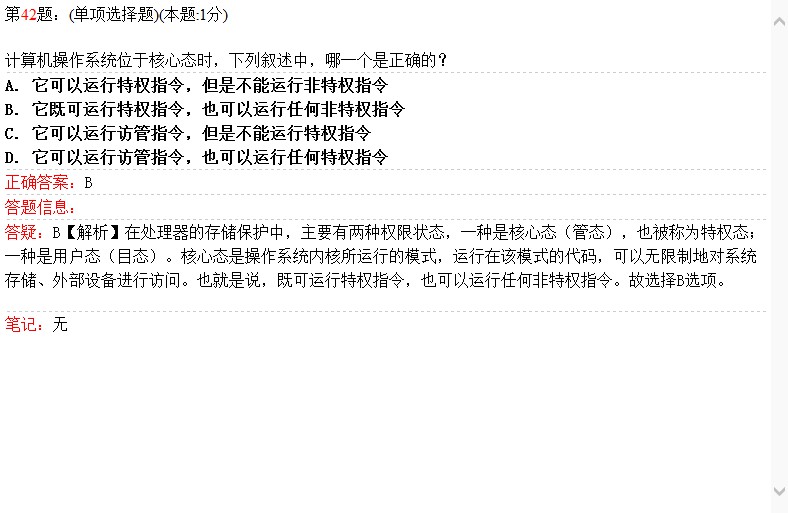 第42题：(单项选择题)(本题:1分)
计算机操作系统位于核心态时，下列叙述中，哪一个是正确的？
A. 它可以运行特权指令，但是不能运行非特权指令
B. 它既可运行特权指令，也可以运行任何非特权指令
C. 它可以运行访管指令，但是不能运行特权指令
D. 它可以运行访管指令，也可以运行任何特权指令
正确答案：B
答题信息：
答疑：B【解析】在处理器的存储保护中，主要有两种权限状态，一种是核心态（管态），也被称为特权态；
一种是用户态（目态）。核心态是操作系统内核所运行的模式，运行在该模式的代码，可以无限制地对系统
存储、外部设备进行访问。也就是说，既可运行特权指令，也可以运行任何非特权指令。故选择B选项。
笔记：无